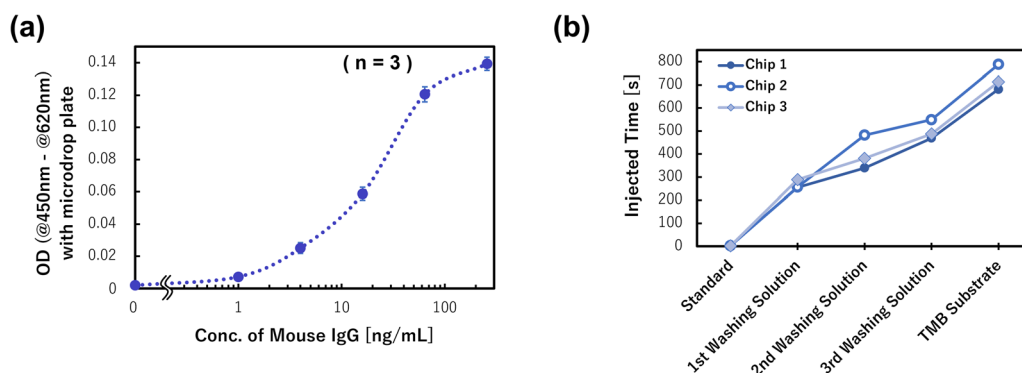 (a)
( n = 3 )
OD (@450nm - @620nm)
with microdrop plate
0.14
0.12
0.10
0.08
0.06
0.04
0.02
0
0
1
10
100
Conc. of Mouse IgG [ng/mL]
(b)
Chip 1
Chip 2
Chip 3
Injected Time [s]
800
700
600
500
400
300
200
100
0
Standard
1st Washing Solution
2nd Washing Solution
3rd Washing Solution
TMB Substrate